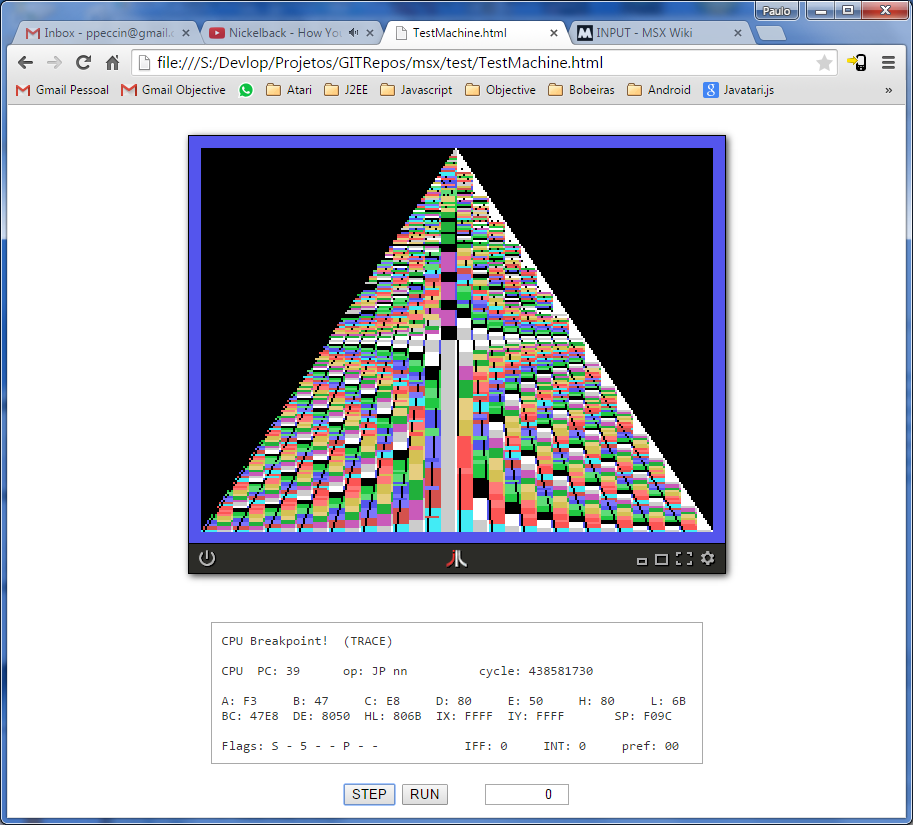 Paulo
Inbox - ppeccin@gmail.c
Nickelback - How You
TestMachine.html
INPUT - MSX Wiki
file:///S:/Devlop/Projetos/GITRepos/msx/test/TestMachine.html
Gmail Pessoal Gmail Objective Atari J2EE Javascript Objective Bobeiras Android Javatari.js »
CPU Breakpoint! (TRACE)
CPU PC: 39 op: JP nn cycle: 438581730
A: F3 B: 47 C: E8 D: 80 E: 50 H: 80 L: 6B
BC: 47E8 DE: 8050 HL: 806B IX: FFFF IY: FFFF SP: F09C
Flags: S - 5 - - P - - IFF: 0 INT: 0 pref: 00
STEP RUN 0